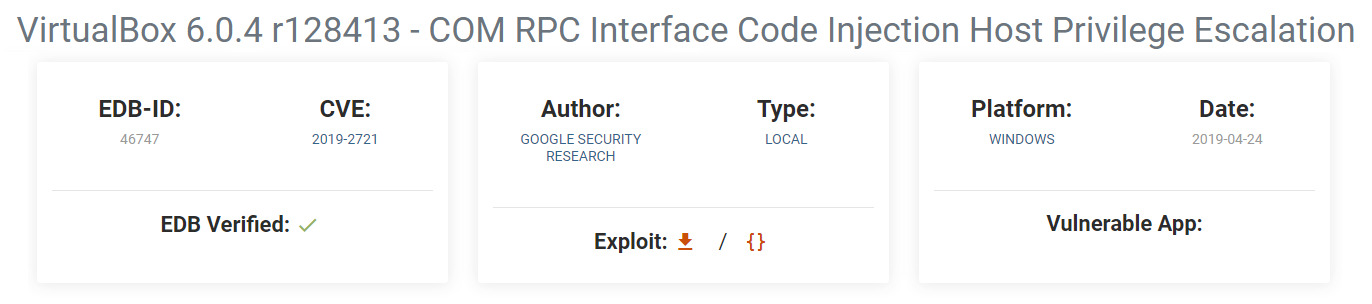 VirtualBox 6.0.4 r128413 - COM RPC Interface Code Injection Host Privilege Escalation
EDB-ID:
46747
CVE:
2019-2721
EDB Verified:
Author:
GOOGLE SECURITY
RESEARCH
Type:
LOCAL
Exploit: / {}
Platform:
WINDOWS
Date:
2019-04-24
Vulnerable App: